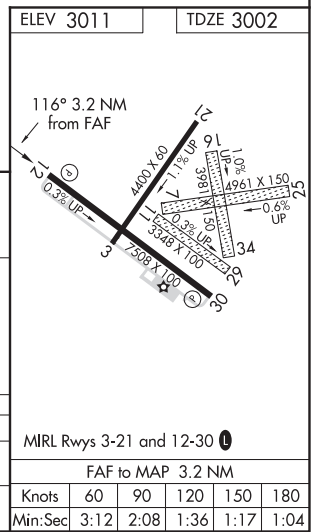 ELEV 3011
TDZE 3002
116° 3.2 NM
from FAF
21
16
4400 X 60
1.1% UP
1.0%
UP
3981 X 150
P
12
0.3% UP
7
4961 X 150
25
0.6%
UP
11
0.3% UP
3348 X 100
34
29
3
7508 X 100
P
30
MIRL Rwys 3-21 and 12-30 L
FAF to MAP 3.2 NM
Knots 60 90 120 150 180
Min:Sec 3:12 2:08 1:36 1:17 1:04